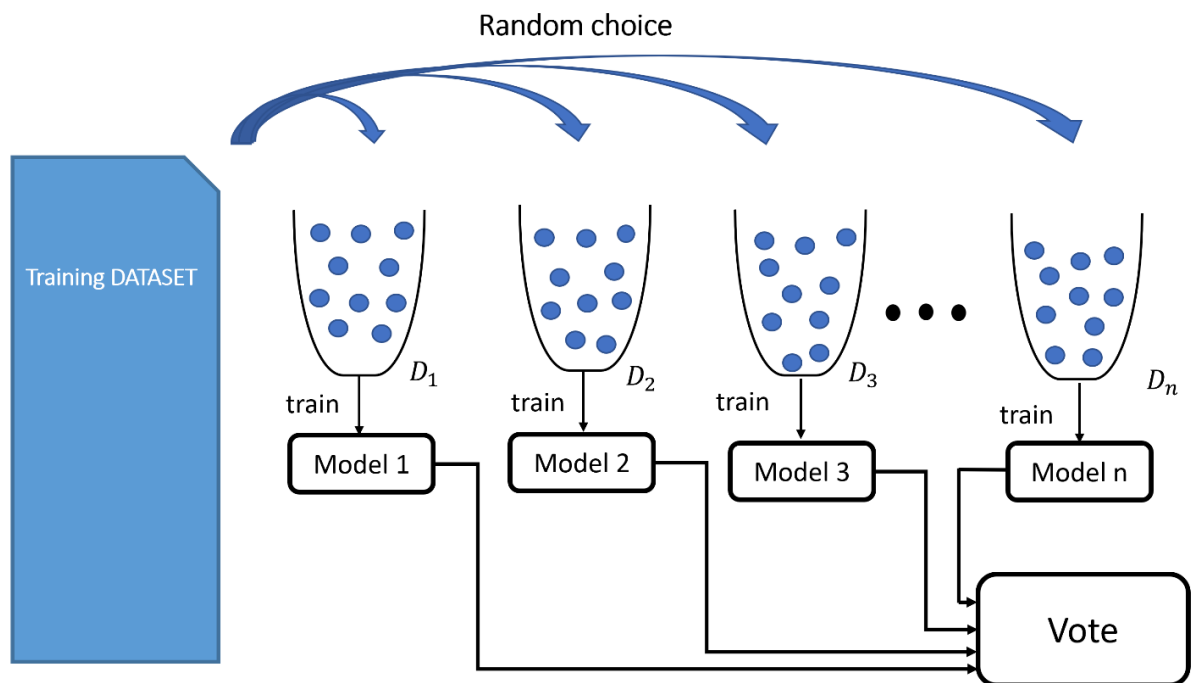 Random choice
Training DATASET
D₁
D₂
D₃
Dₙ
train
train
train
train
Model 1
Model 2
Model 3
Model n
Vote